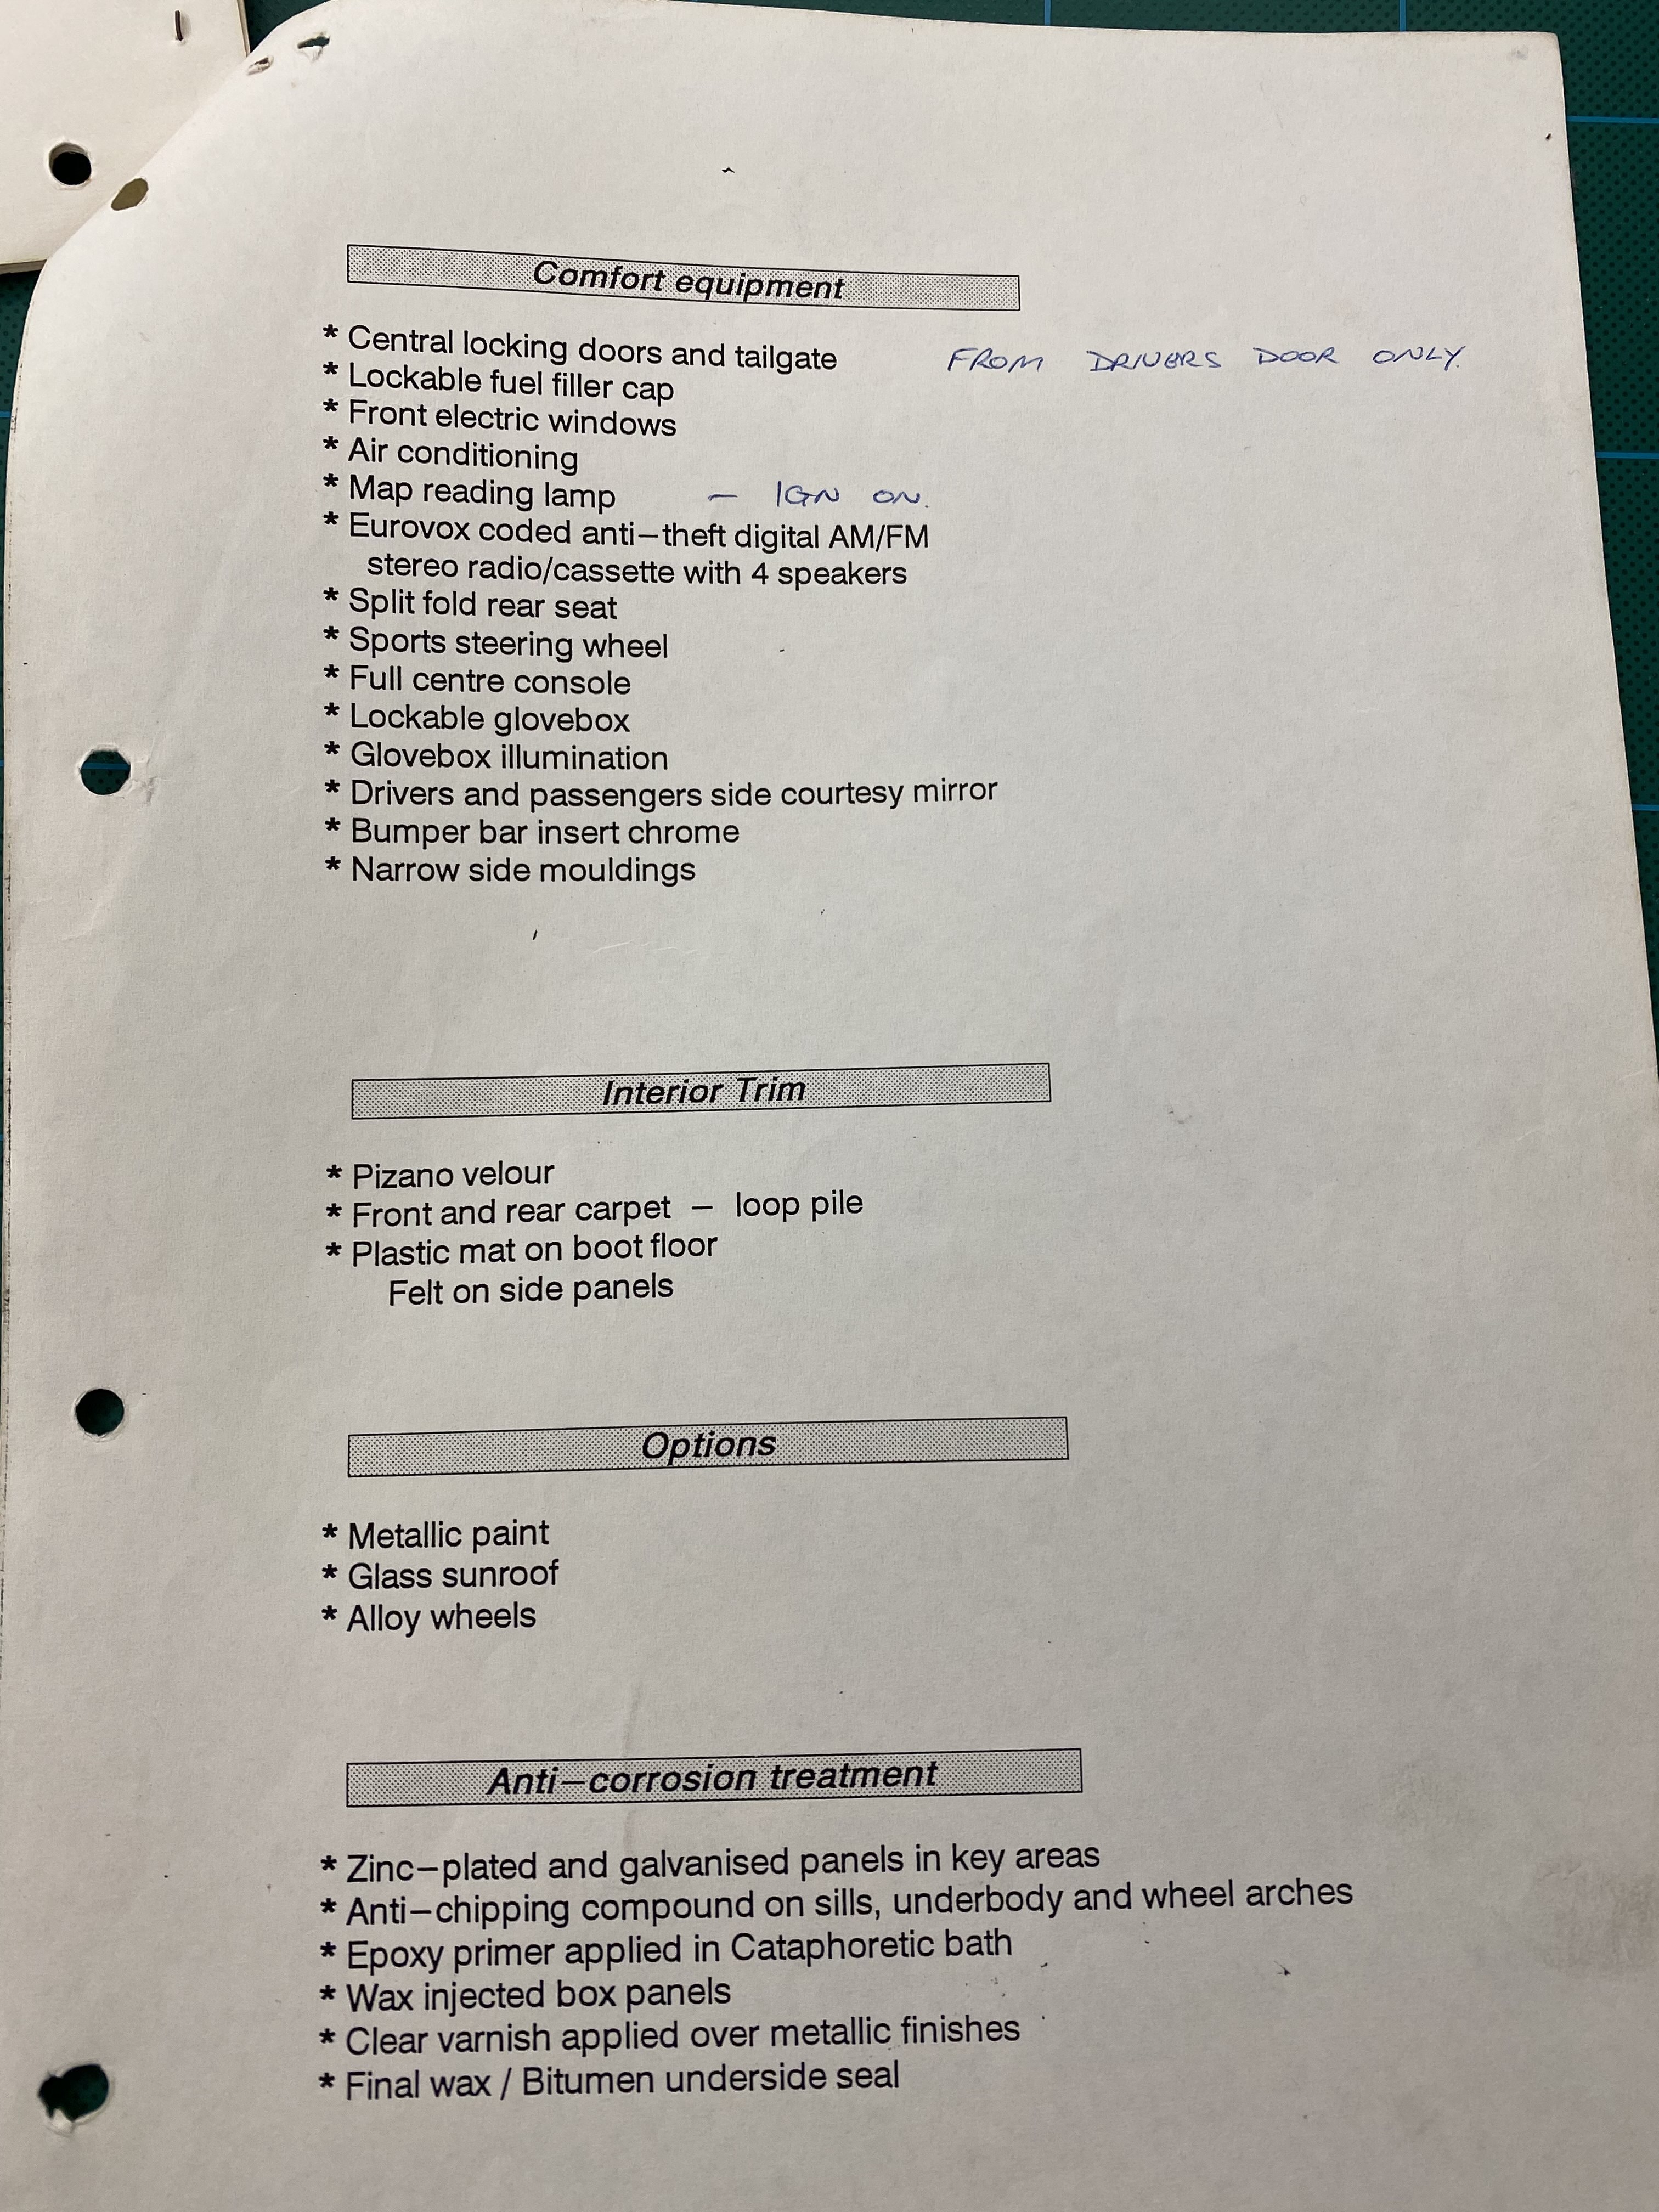 Comfort equipment
* Central locking doors and tailgate FROM DRIVERS DOOR ONLY.
* Lockable fuel filler cap
* Front electric windows
* Air conditioning
* Map reading lamp — IGN ON.
* Eurovox coded anti–theft digital AM/FM
stereo radio/cassette with 4 speakers
* Split fold rear seat
* Sports steering wheel
* Full centre console
* Lockable glovebox
* Glovebox illumination
* Drivers and passengers side courtesy mirror
* Bumper bar insert chrome
* Narrow side mouldings
Interior Trim
* Pizano velour
* Front and rear carpet – loop pile
* Plastic mat on boot floor
Felt on side panels
Options
* Metallic paint
* Glass sunroof
* Alloy wheels
Anti–corrosion treatment
* Zinc–plated and galvanised panels in key areas
* Anti–chipping compound on sills, underbody and wheel arches
* Epoxy primer applied in Cataphoretic bath
* Wax injected box panels
* Clear varnish applied over metallic finishes
* Final wax / Bitumen underside seal